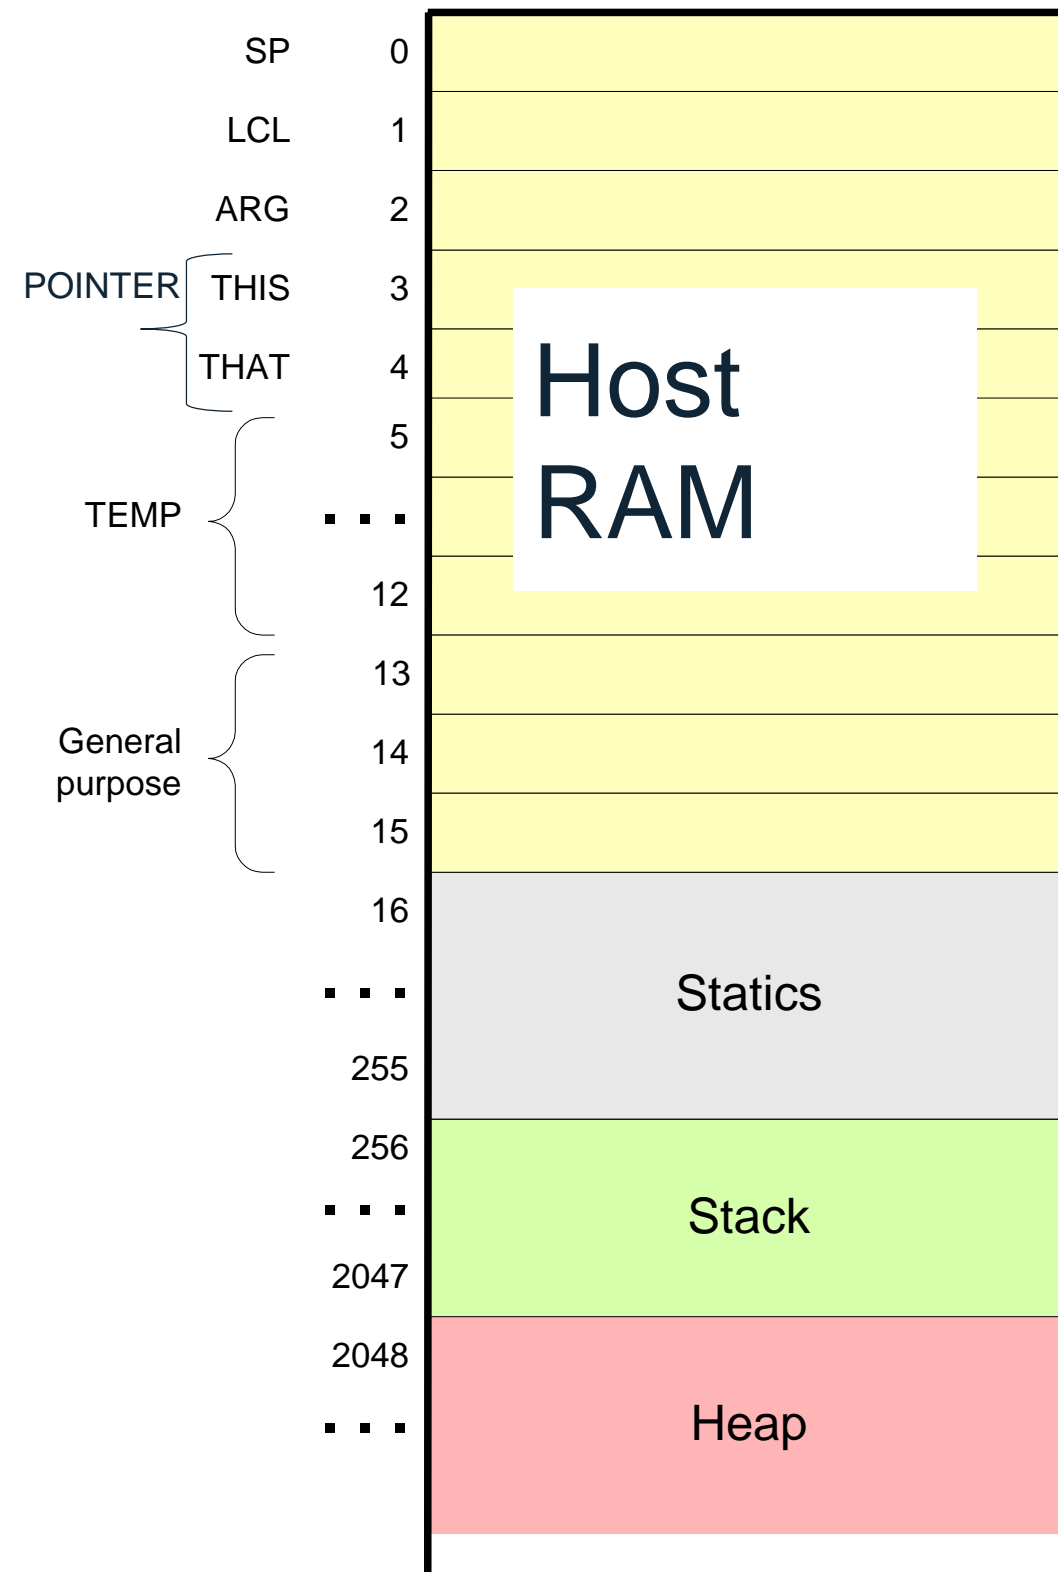 SP 0
LCL 1
ARG 2
POINTER THIS 3
THAT 4
Host
RAM
5
TEMP ...
12
13
General
purpose
14
15
16
... Statics
255
256
... Stack
2047
2048
... Heap